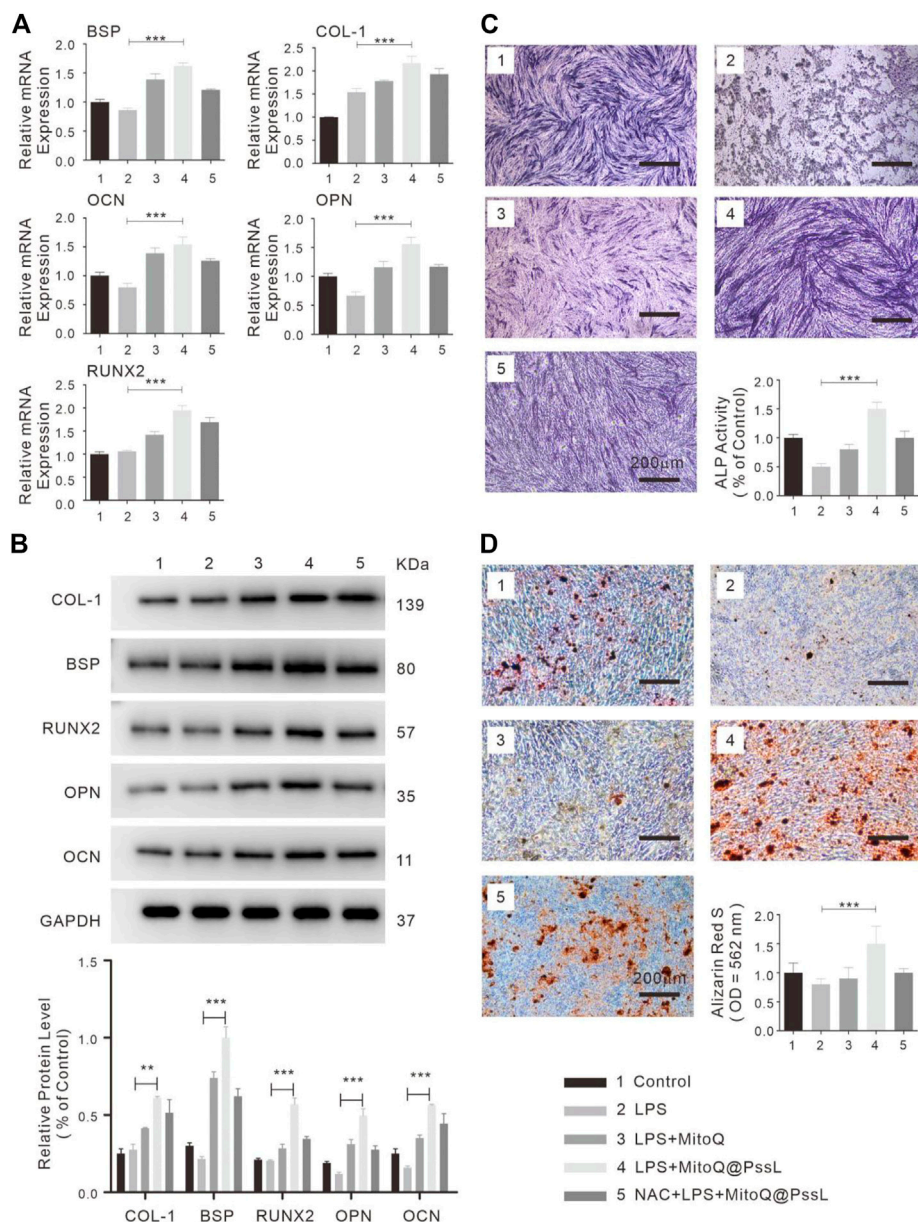 A
BSP
Relative mRNA
Expression
2.0
1.5
1.0
0.5
0.0
***
1 2 3 4 5
COL-1
Relative mRNA
Expression
2.5
2.0
1.5
1.0
0.5
0.0
***
1 2 3 4 5
OCN
Relative mRNA
Expression
2.0
1.5
1.0
0.5
0.0
***
1 2 3 4 5
OPN
Relative mRNA
Expression
2.0
1.5
1.0
0.5
0.0
***
1 2 3 4 5
RUNX2
Relative mRNA
Expression
2.5
2.0
1.5
1.0
0.5
0.0
***
1 2 3 4 5
B
1 2 3 4 5 KDa
COL-1 139
BSP 80
RUNX2 57
OPN 35
OCN 11
GAPDH 37
Relative Protein Level
( % of Control)
1.5
1.0
0.5
0.0
**
***
***
***
***
COL-1 BSP RUNX2 OPN OCN
C
1
2
3
4
5
200μm
ALP Activity
( % of Control)
2.0
1.5
1.0
0.5
0.0
***
1 2 3 4 5
D
1
2
3
4
5
200μm
Alizarin Red S
( OD = 562 nm )
2.0
1.5
1.0
0.5
0.0
***
1 2 3 4 5
1 Control
2 LPS
3 LPS+MitoQ
4 LPS+MitoQ@PssL
5 NAC+LPS+MitoQ@PssL